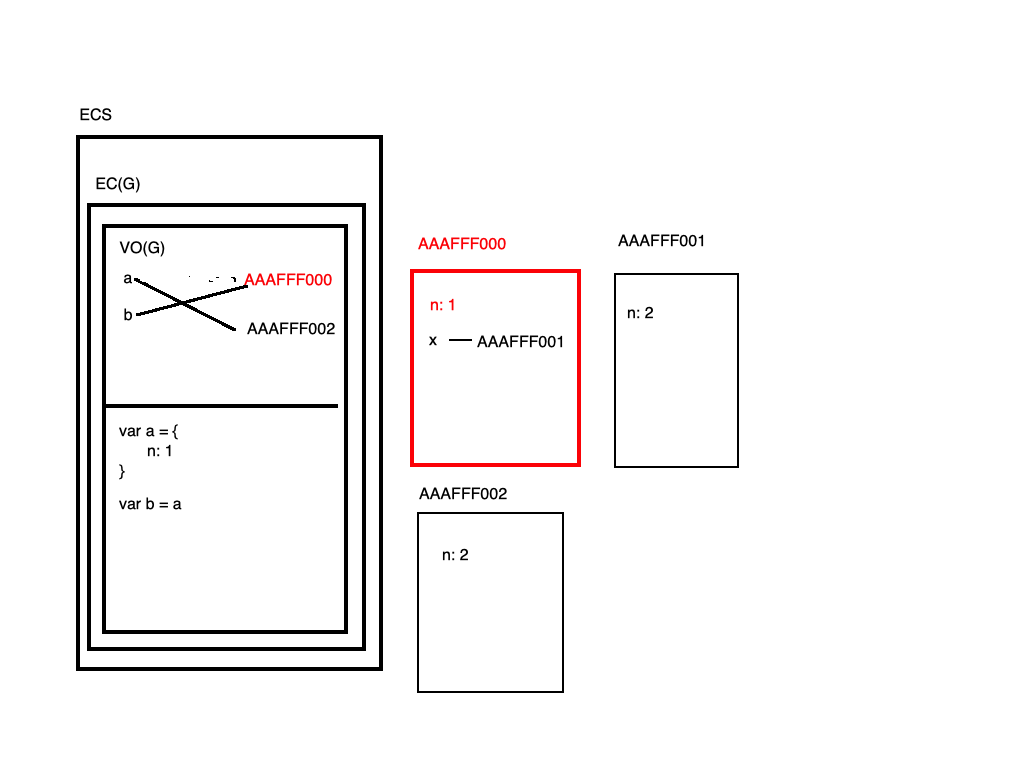 ECS
EC(G)
VO(G)
a AAAFFF000
b
AAAFFF002
var a = {
n: 1
}
var b = a
AAAFFF000
n: 1
x AAAFFF001
AAAFFF001
n: 2
AAAFFF002
n: 2